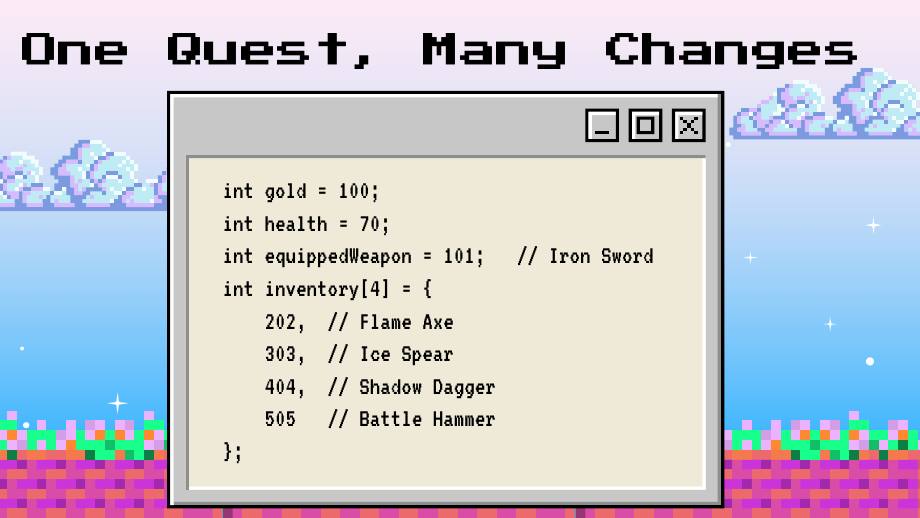 One Quest, Many Changes
int gold = 100;
int health = 70;
int equippedWeapon = 101;   // Iron Sword
int inventory[4] = {
    202,  // Flame Axe
    303,  // Ice Spear
    404,  // Shadow Dagger
    505   // Battle Hammer
};